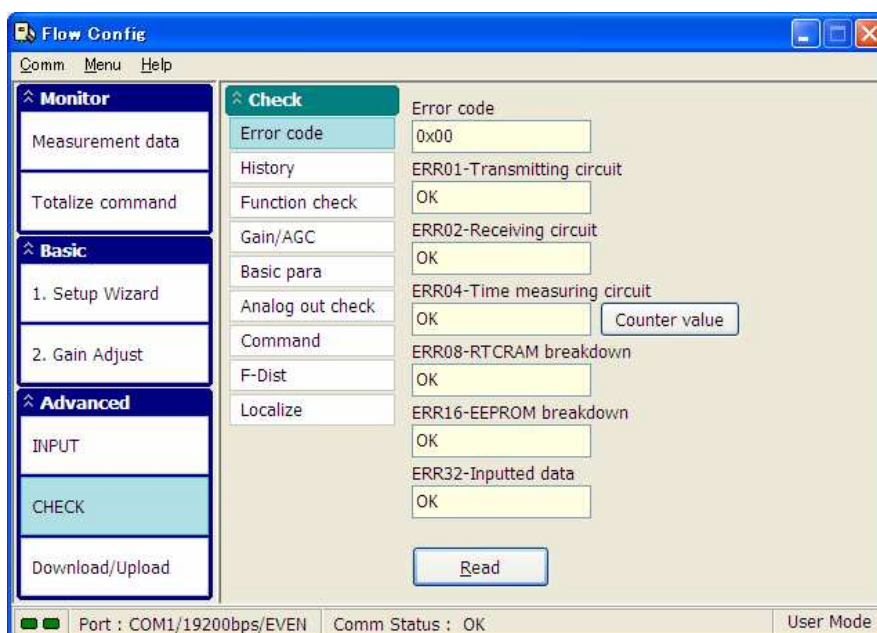 Flow Config
Comm Menu Help
Monitor
Measurement data
Totalize command
Basic
1. Setup Wizard
2. Gain Adjust
Advanced
INPUT
CHECK
Download/Upload
Check
Error code
History
Function check
Gain/AGC
Basic para
Analog out check
Command
F-Dist
Localize
Error code
0x00
ERR01-Transmitting circuit
OK
ERR02-Receiving circuit
OK
ERR04-Time measuring circuit
OK Counter value
ERR08-RTCRAM breakdown
OK
ERR16-EEPROM breakdown
OK
ERR32-Inputted data
OK
Read
Port : COM1/19200bps/EVEN Comm Status : OK User Mode